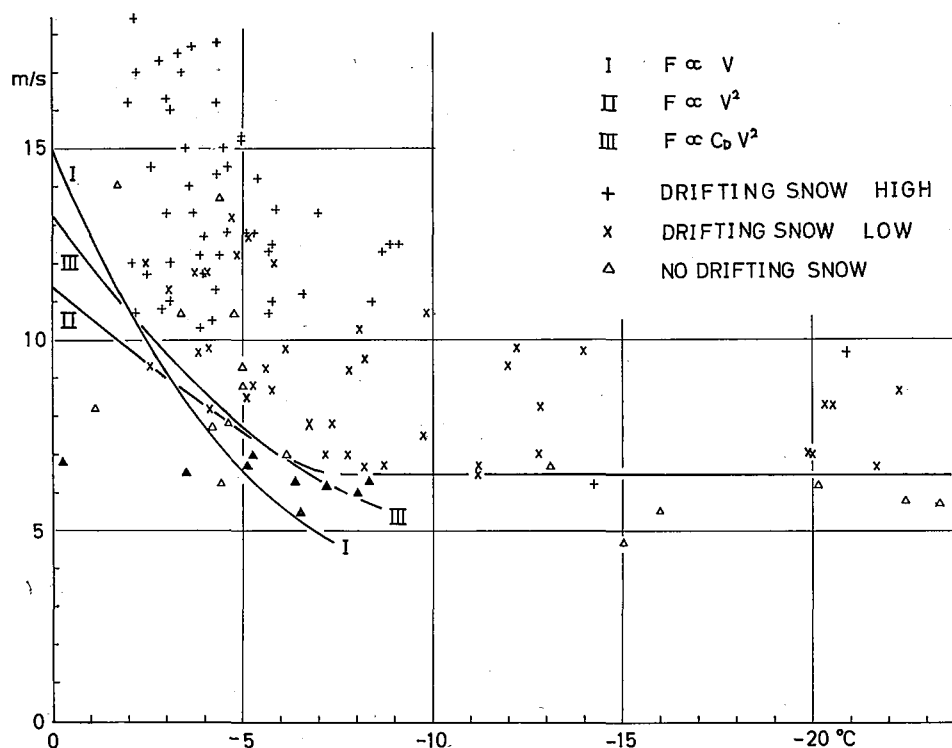 m/s
15
10
5
0
0
-5
-10
-15
-20 °C
I
III
II
III
I
I F ∝ V
II F ∝ V²
III F ∝ C_D V²
+ DRIFTING SNOW HIGH
x DRIFTING SNOW LOW
△ NO DRIFTING SNOW